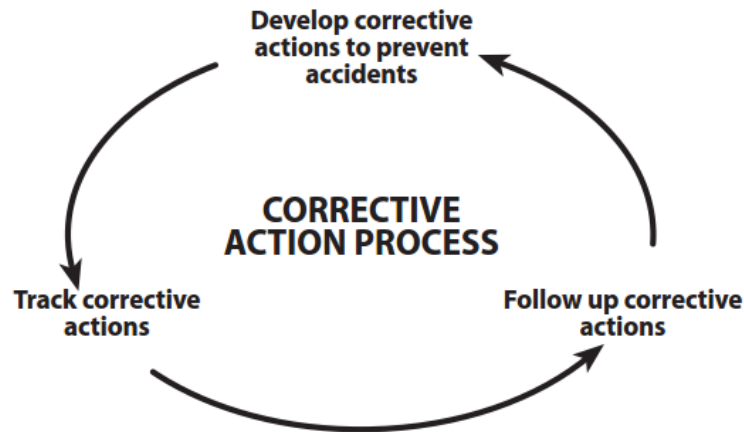 Develop corrective
actions to prevent
accidents
CORRECTIVE
ACTION PROCESS
Track corrective
actions
Follow up corrective
actions